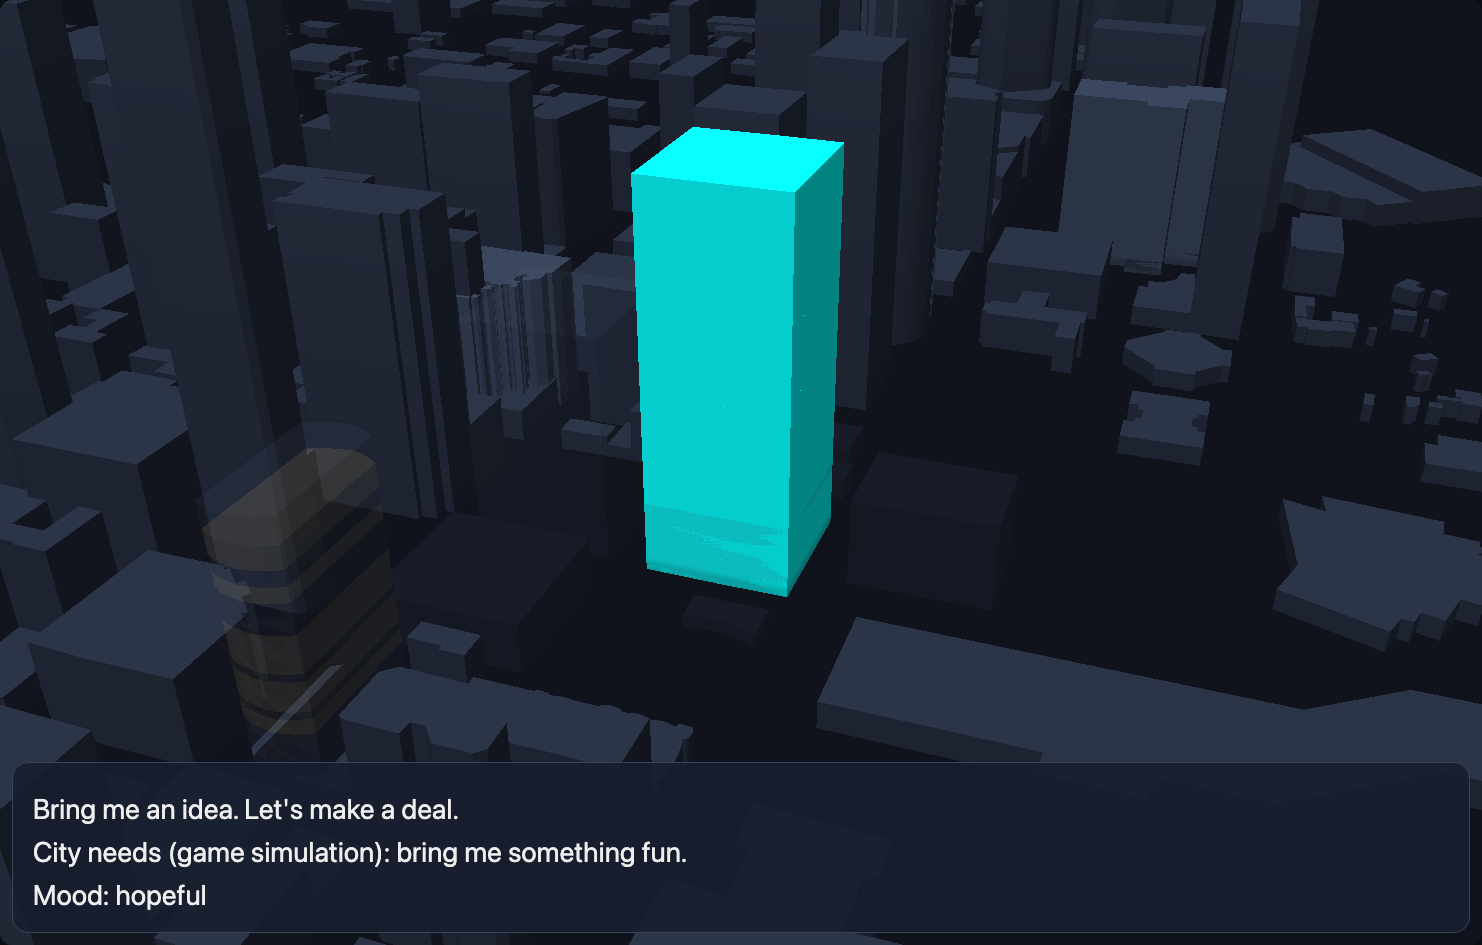 Bring me an idea. Let's make a deal.
City needs (game simulation): bring me something fun.
Mood: hopeful